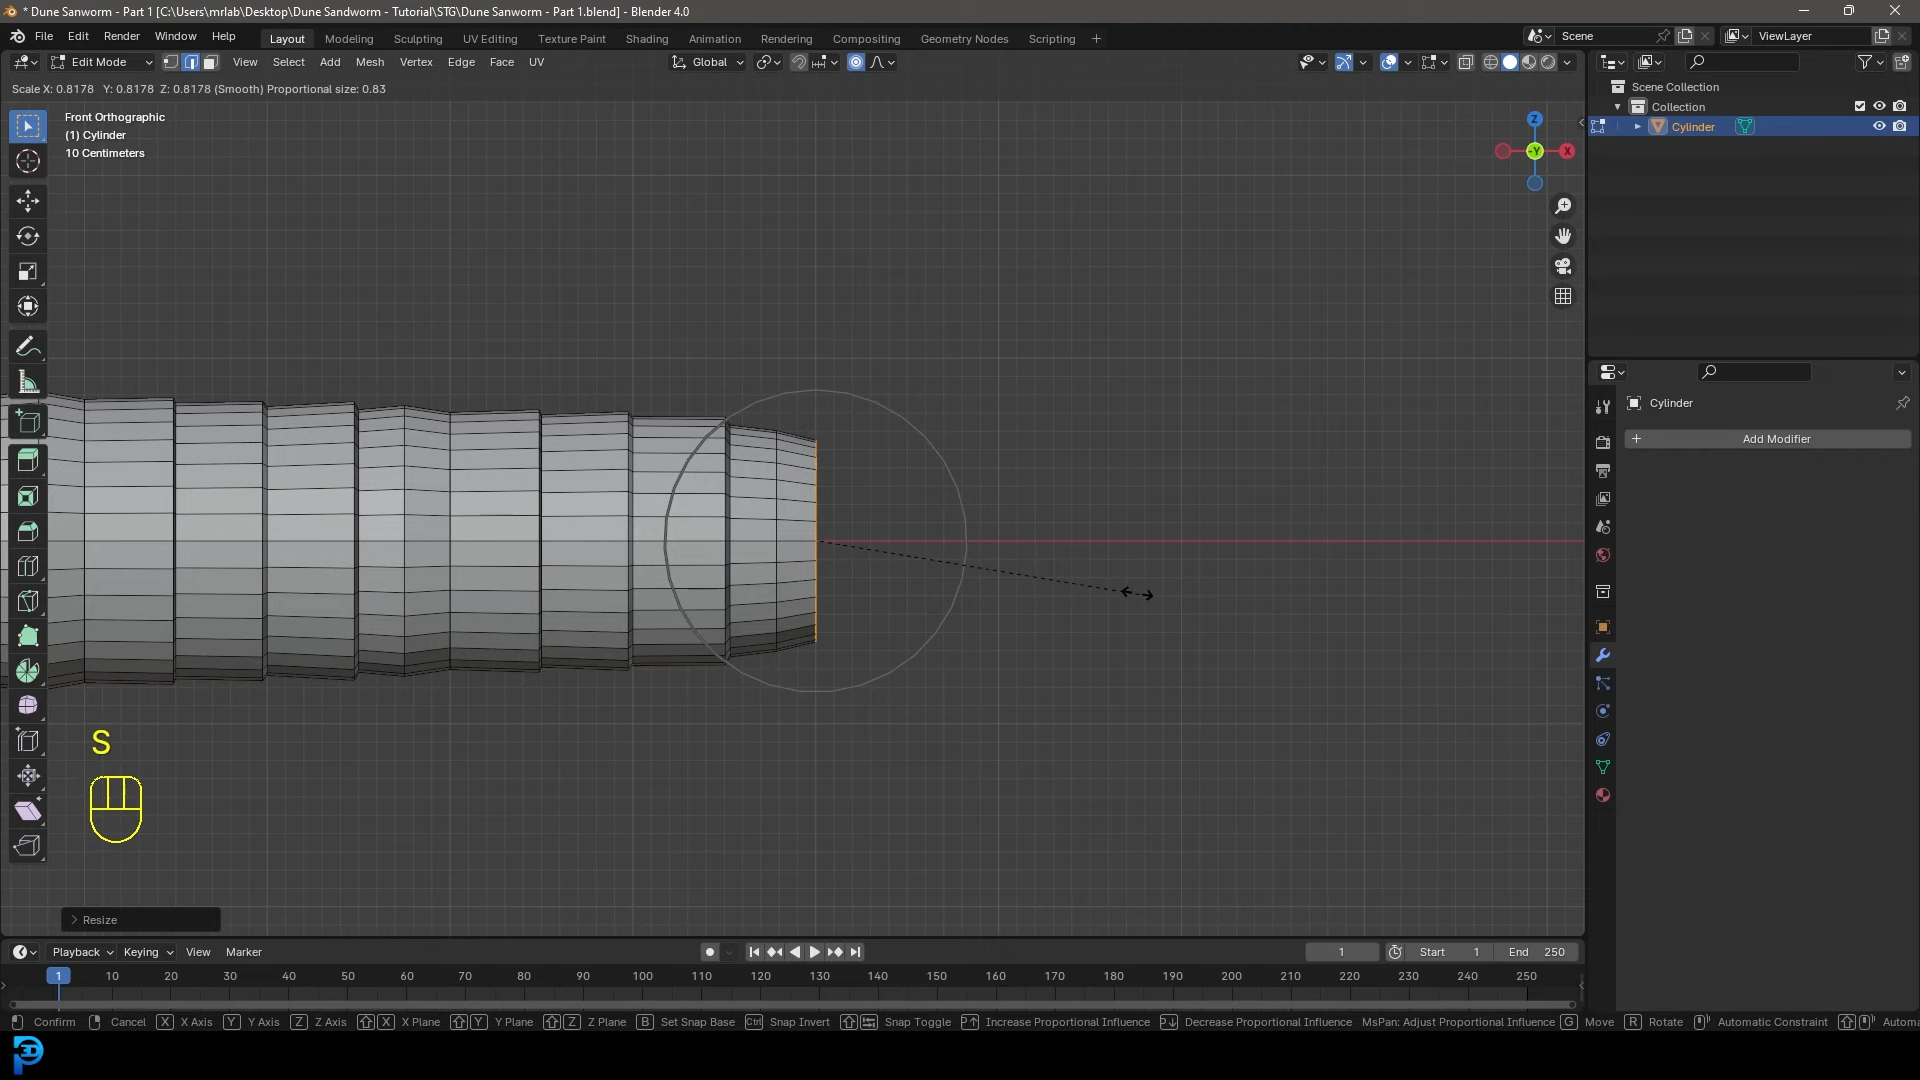 * Dune Sandworm - Part 1 [C:\Users\mrlab\Desktop\Dune Sandworm - Tutorial\STG\Dune Sanworm - Part 1.blend] - Blender 4.0
File Edit Render Window Help Layout Modeling Sculpting UV Editing Texture Paint Shading Animation Rendering Compositing Geometry Nodes Scripting + Scene ViewLayer
Edit Mode View Select Add Mesh Vertex Edge Face UV Global
Scale X: 0.8178 Y: 0.8178 Z: 0.8178 (Smooth) Proportional size: 0.83
Scene Collection
Collection
Cylinder
Front Orthographic
(1) Cylinder
10 Centimeters
Z
-Y
X
Cylinder
+ Add Modifier
S
> Resize
Playback Keying View Marker 1 Start 1 End 250
1 10 20 30 40 50 60 70 80 90 100 110 120 130 140 150 160 170 180 190 200 210 220 230 240 250
Confirm Cancel X X Axis Y Y Axis Z Z Axis X X Plane Y Y Plane Z Z Plane B Set Snap Base Ctrl Snap Invert Snap Toggle P↑ Increase Proportional Influence P↓ Decrease Proportional Influence MsPan: Adjust Proportional Influence G Move R Rotate Automatic Constraint Automa